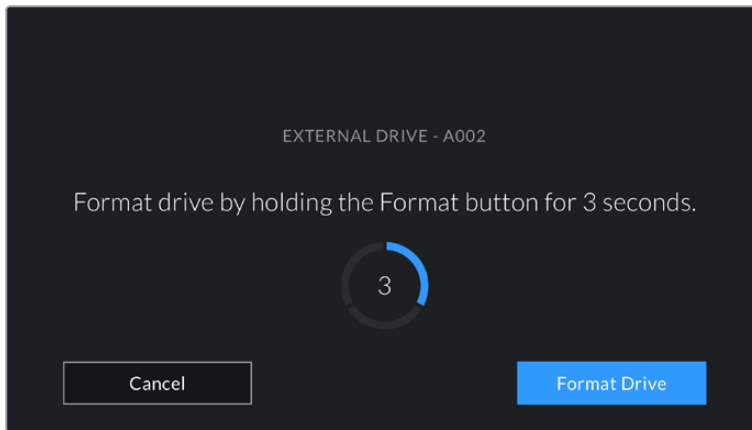 EXTERNAL DRIVE - A002
Format drive by holding the Format button for 3 seconds.
3
Cancel
Format Drive